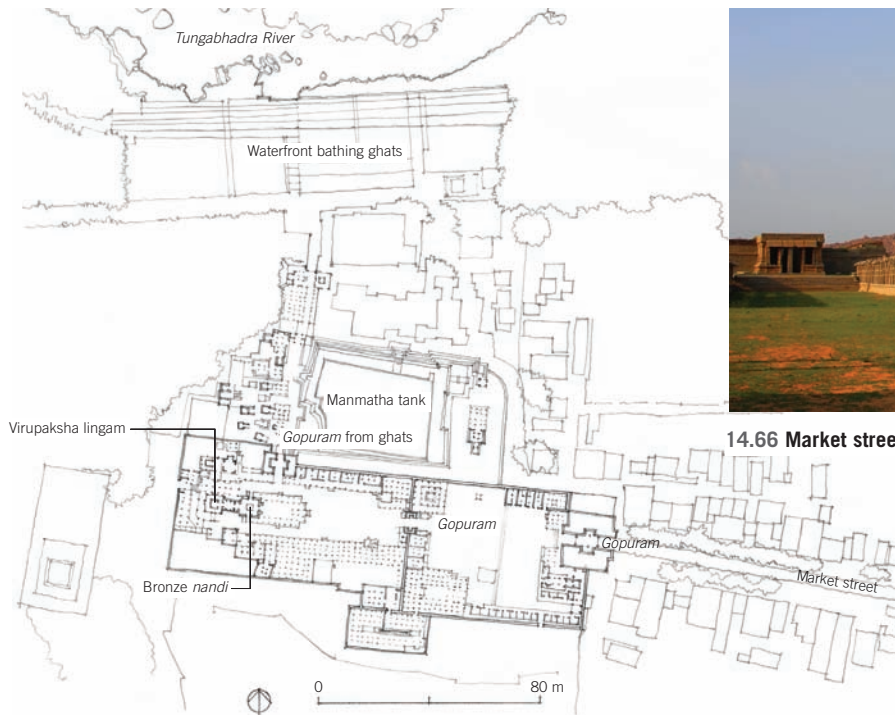 Tungabhadra River
Waterfront bathing ghats
Manmatha tank
Virupaksha lingam
Gopuram from ghats
14.66 Market stree
Gopuram
Gopuram
Bronze nandi
Market street
0
80 m